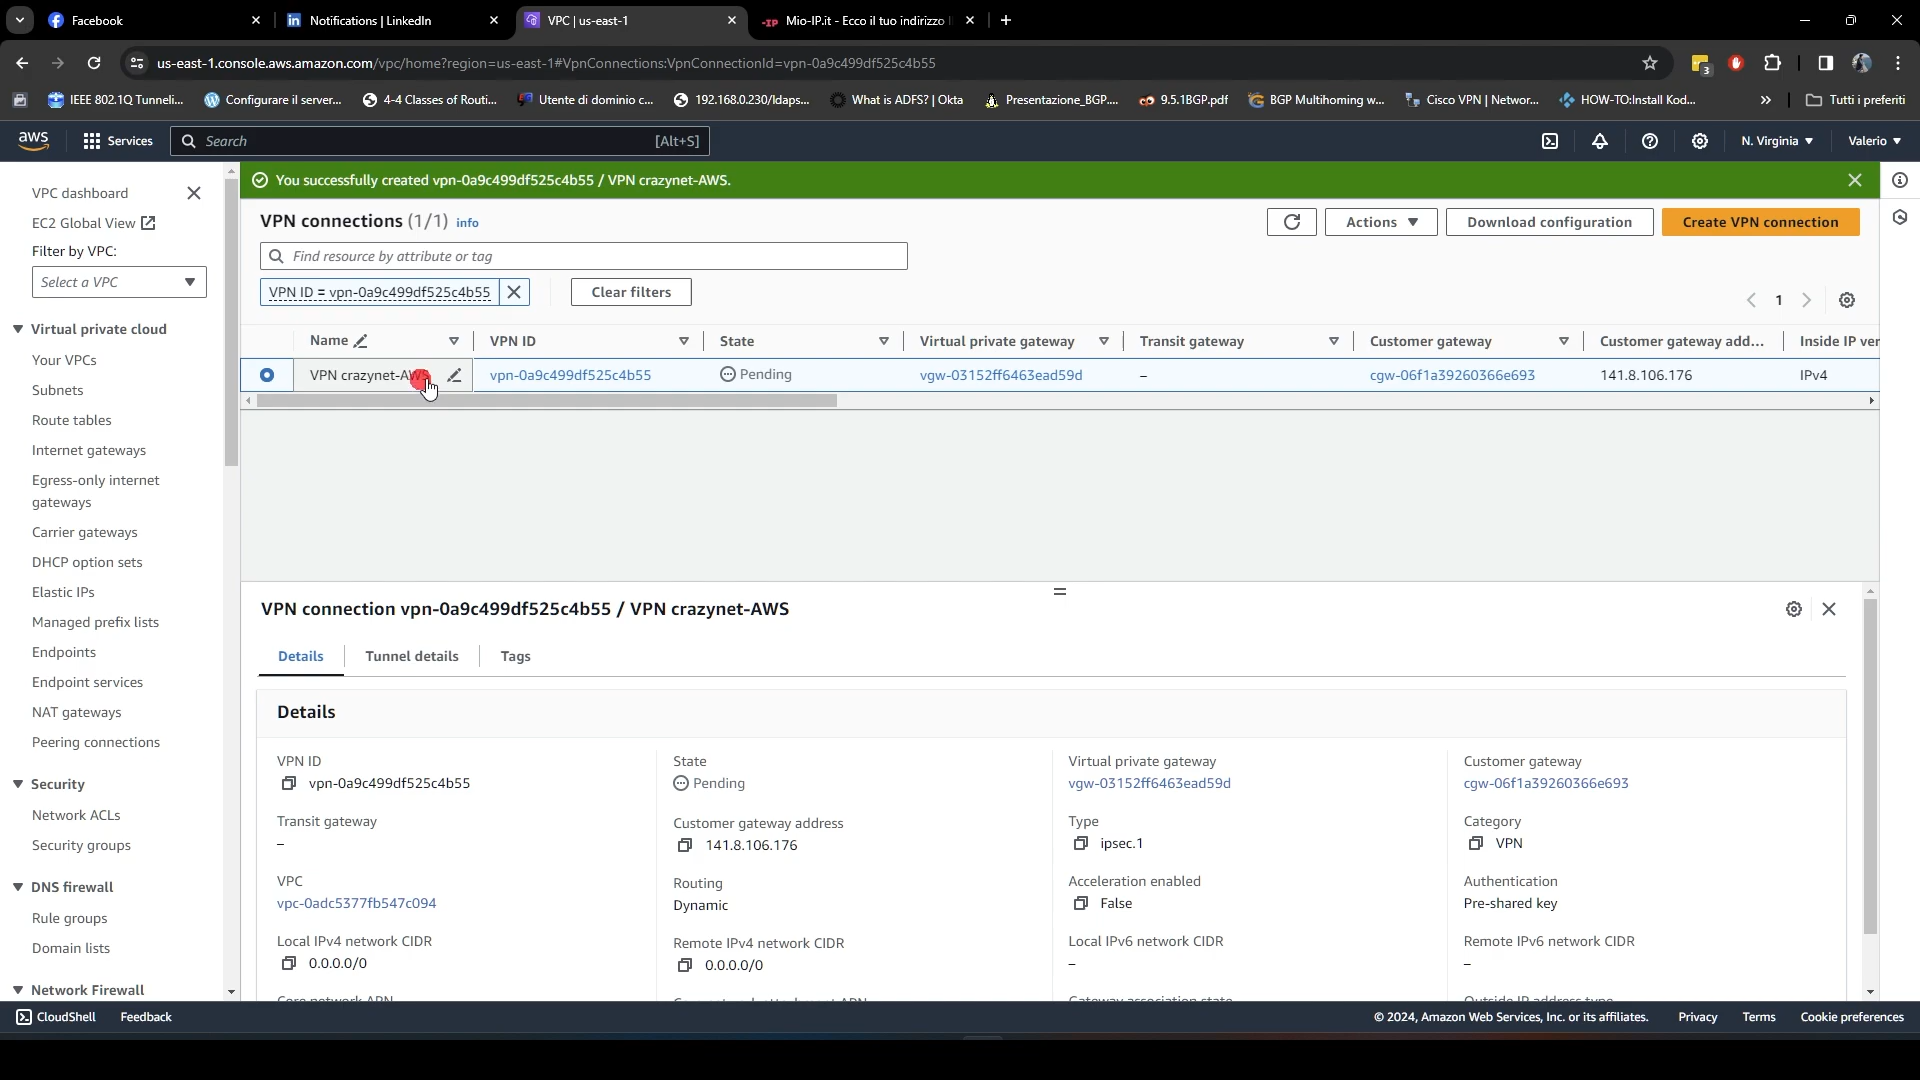 Facebook
Notifications | LinkedIn
VPC | us-east-1
Mio-IP.it - Ecco il tuo indirizzo I
us-east-1.console.aws.amazon.com/vpc/home?region=us-east-1#VpnConnections:VpnConnectionId=vpn-0a9c499df525c4b55
3
IEEE 802.1Q Tunneli...
Configurare il server...
4-4 Classes of Routi...
Utente di dominio c...
192.168.0.230/ldaps...
What is ADFS? | Okta
Presentazione_BGP....
9.5.1BGP.pdf
BGP Multihoming w...
Cisco VPN | Networ...
HOW-TO:Install Kod...
Tutti i preferiti
aws
Services
Search
[Alt+S]
N. Virginia
Valerio
VPC dashboard
EC2 Global View
Filter by VPC:
Select a VPC
Virtual private cloud
Your VPCs
Subnets
Route tables
Internet gateways
Egress-only internet
gateways
Carrier gateways
DHCP option sets
Elastic IPs
Managed prefix lists
Endpoints
Endpoint services
NAT gateways
Peering connections
Security
Network ACLs
Security groups
DNS firewall
Rule groups
Domain lists
Network Firewall
You successfully created vpn-0a9c499df525c4b55 / VPN crazynet-AWS.
VPN connections (1/1) info
Actions
Download configuration
Create VPN connection
Find resource by attribute or tag
VPN ID = vpn-0a9c499df525c4b55
Clear filters
1
Name
VPN ID
State
Virtual private gateway
Transit gateway
Customer gateway
Customer gateway add...
Inside IP ver
VPN crazynet-AWS
vpn-0a9c499df525c4b55
Pending
vgw-03152ff6463ead59d
–
cgw-06f1a39260366e693
141.8.106.176
IPv4
VPN connection vpn-0a9c499df525c4b55 / VPN crazynet-AWS
Details
Tunnel details
Tags
Details
VPN ID
vpn-0a9c499df525c4b55
State
Pending
Virtual private gateway
vgw-03152ff6463ead59d
Customer gateway
cgw-06f1a39260366e693
Transit gateway
–
Customer gateway address
141.8.106.176
Type
ipsec.1
Category
VPN
VPC
vpc-0adc5377fb547c094
Routing
Dynamic
Acceleration enabled
False
Authentication
Pre-shared key
Local IPv4 network CIDR
0.0.0.0/0
Remote IPv4 network CIDR
0.0.0.0/0
Local IPv6 network CIDR
–
Remote IPv6 network CIDR
–
Core network ARN
Gateway association state
Outside IP address type
CloudShell
Feedback
© 2024, Amazon Web Services, Inc. or its affiliates.
Privacy
Terms
Cookie preferences